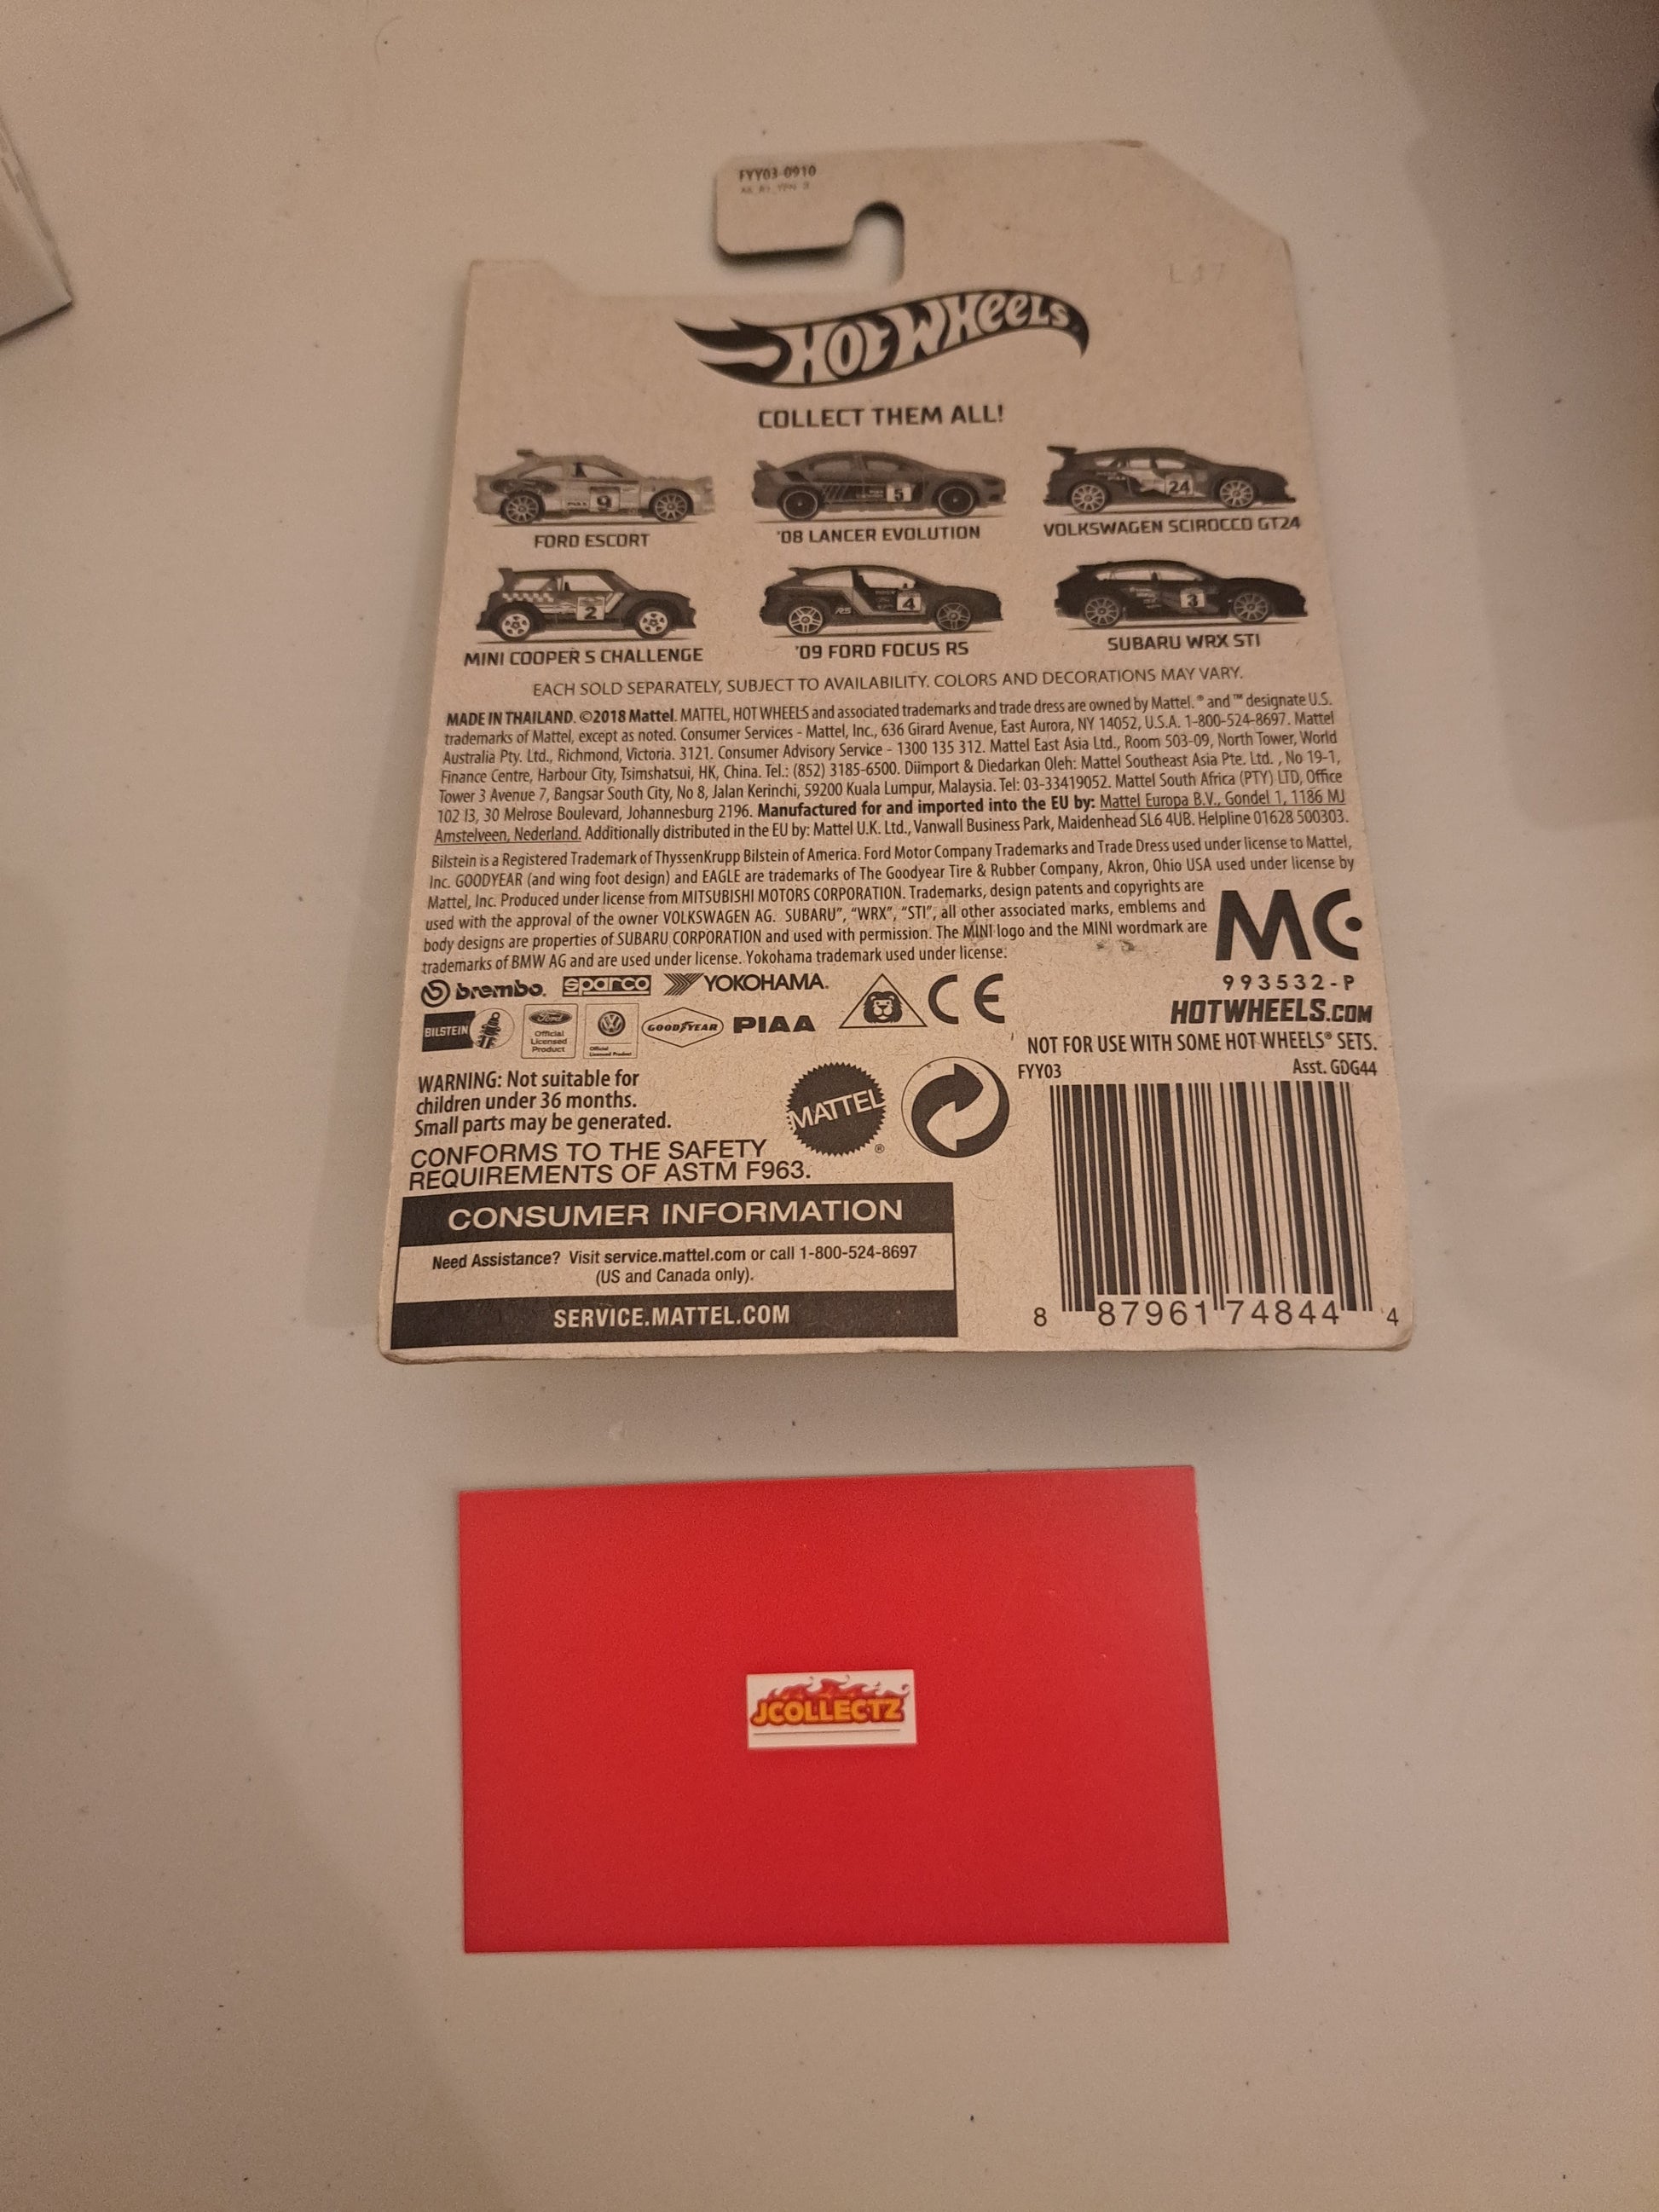 FYY03-0910
HOT WHEELS
COLLECT THEM ALL!
9
5
24
FORD ESCORT
'08 LANCER EVOLUTION
VOLKSWAGEN SCIROCCO GT24
2
RS
4
3
MINI COOPER S CHALLENGE
'09 FORD FOCUS RS
SUBARU WRX STI
EACH SOLD SEPARATELY, SUBJECT TO AVAILABILITY. COLORS AND DECORATIONS MAY VARY.
MADE IN THAILAND. ©2018 Mattel. MATTEL, HOT WHEELS and associated trademarks and trade dress are owned by Mattel. ® and ™ designate U.S.
trademarks of Mattel, except as noted. Consumer Services - Mattel, Inc., 636 Girard Avenue, East Aurora, NY 14052, U.S.A. 1-800-524-8697. Mattel
Australia Pty. Ltd., Richmond, Victoria. 3121. Consumer Advisory Service - 1300 135 312. Mattel East Asia Ltd., Room 503-09, North Tower, World
Finance Centre, Harbour City, Tsimshatsui, HK, China. Tel.: (852) 3185-6500. Diimport & Diedarkan Oleh: Mattel Southeast Asia Pte. Ltd. , No 19-1,
Tower 3 Avenue 7, Bangsar South City, No 8, Jalan Kerinchi, 59200 Kuala Lumpur, Malaysia. Tel: 03-33419052. Mattel South Africa (PTY) LTD, Office
102 I3, 30 Melrose Boulevard, Johannesburg 2196. Manufactured for and imported into the EU by: Mattel Europa B.V., Gondel 1, 1186 MJ
Amstelveen, Nederland. Additionally distributed in the EU by: Mattel U.K. Ltd., Vanwall Business Park, Maidenhead SL6 4UB. Helpline 01628 500303.
Bilstein is a Registered Trademark of ThyssenKrupp Bilstein of America. Ford Motor Company Trademarks and Trade Dress used under license to Mattel,
Inc. GOODYEAR (and wing foot design) and EAGLE are trademarks of The Goodyear Tire & Rubber Company, Akron, Ohio USA used under license by
Mattel, Inc. Produced under license from MITSUBISHI MOTORS CORPORATION. Trademarks, design patents and copyrights are
used with the approval of the owner VOLKSWAGEN AG. SUBARU", "WRX", "STI", all other associated marks, emblems and
body designs are properties of SUBARU CORPORATION and used with permission. The MINI logo and the MINI wordmark are
trademarks of BMW AG and are used under license. Yokohama trademark used under license.
MC
993532-P
brembo. sparco YOKOHAMA. CE
BILSTEIN
Ford
Official
Licensed
Product
Official
Licensed Product
GOODYEAR
PIAA
HOTWHEELS.COM
NOT FOR USE WITH SOME HOT WHEELS® SETS.
FYY03
Asst. GDG44
WARNING: Not suitable for
children under 36 months.
Small parts may be generated.
CONFORMS TO THE SAFETY
REQUIREMENTS OF ASTM F963.
MATTEL
®
CONSUMER INFORMATION
Need Assistance? Visit service.mattel.com or call 1-800-524-8697
(US and Canada only).
SERVICE.MATTEL.COM
8 87961 74844 4
JCOLLECTZ